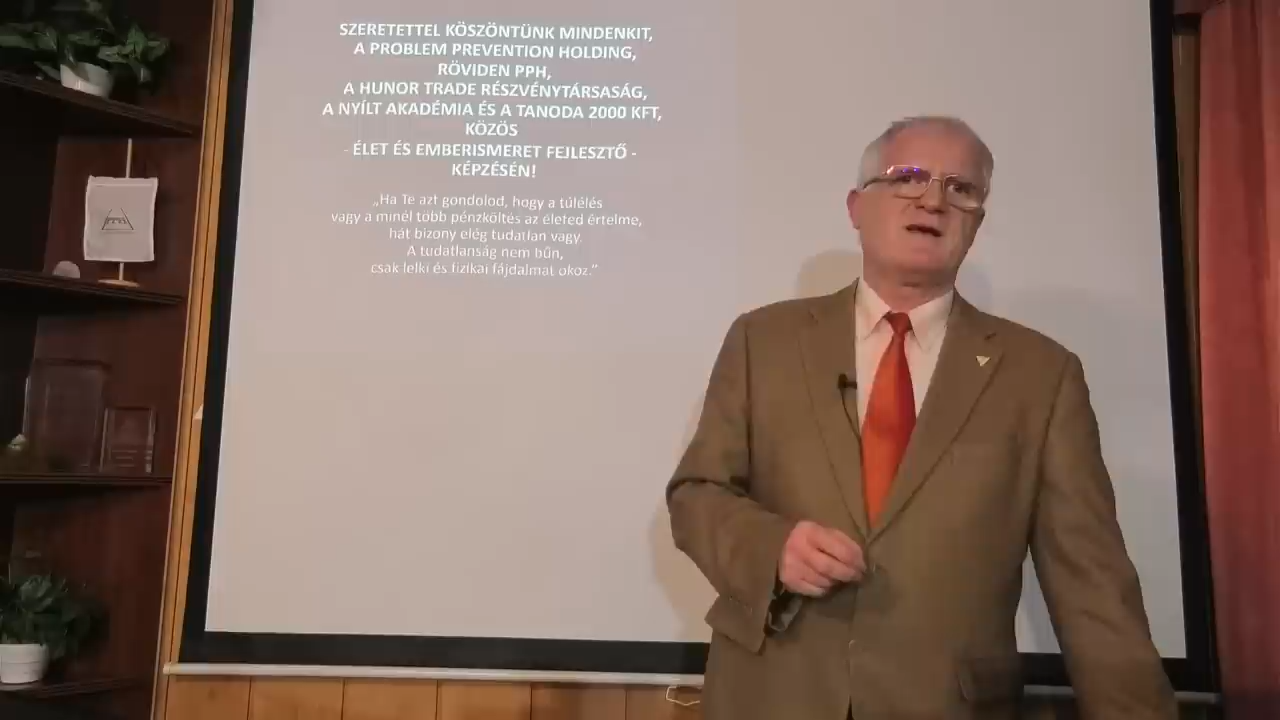 SZERETETTEL KÖSZÖNTÜNK MINDENKIT,
A PROBLEM PREVENTION HOLDING,
RÖVIDEN PPH,
A HUNOR TRADE RÉSZVÉNYTÁRSASÁG,
A NYÍLT AKADÉMIA ÉS A TANODA 2000 KFT,
KÖZÖS
- ÉLET ÉS EMBERISMERET FEJLESZTŐ -
KÉPZÉSÉN!
„Ha Te azt gondolod, hogy a túlélés
vagy a minél több pénzköltés az életed értelme,
hát bizony elég tudatlan vagy.
A tudatlanság nem bűn,
csak lelki és fizikai fájdalmat okoz.”